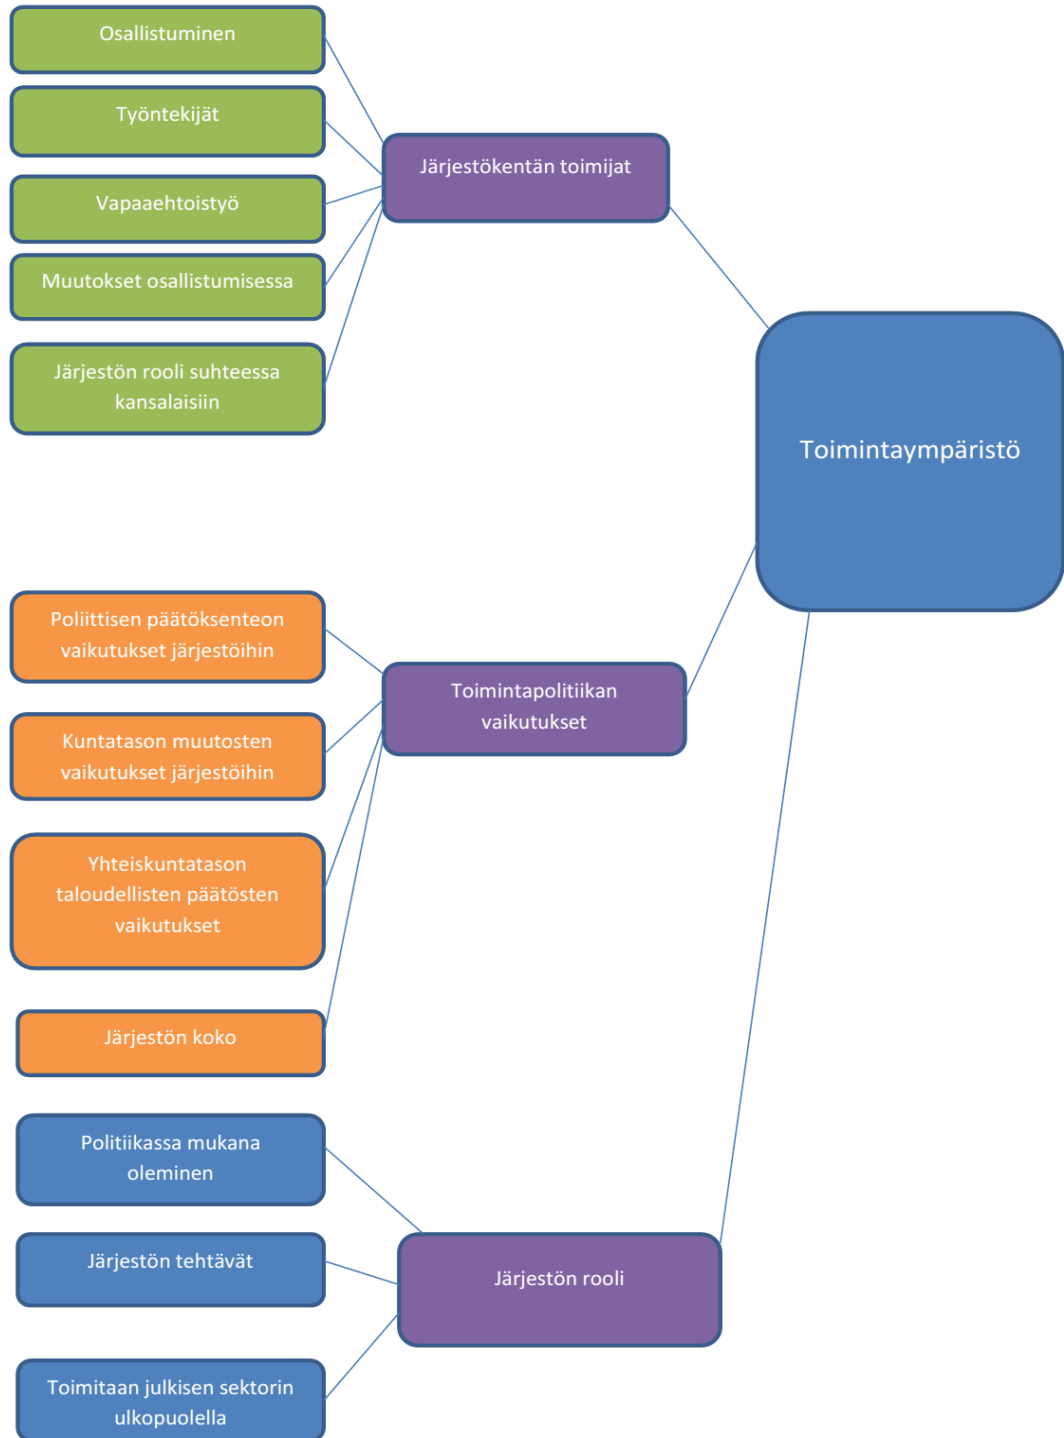 Osallistuminen
Työntekijät
Vapaaehtoistyö
Muutokset osallistumisessa
Järjestön rooli suhteessa
kansalaisiin
Järjestökentän toimijat
Toimintaympäristö
Poliittisen päätöksenteon
vaikutukset järjestöihin
Kuntatason muutosten
vaikutukset järjestöihin
Yhteiskuntatason
taloudellisten päätösten
vaikutukset
Järjestön koko
Toimintapolitiikan
vaikutukset
Politiikassa mukana
oleminen
Järjestön tehtävät
Toimitaan julkisen sektorin
ulkopuolella
Järjestön rooli